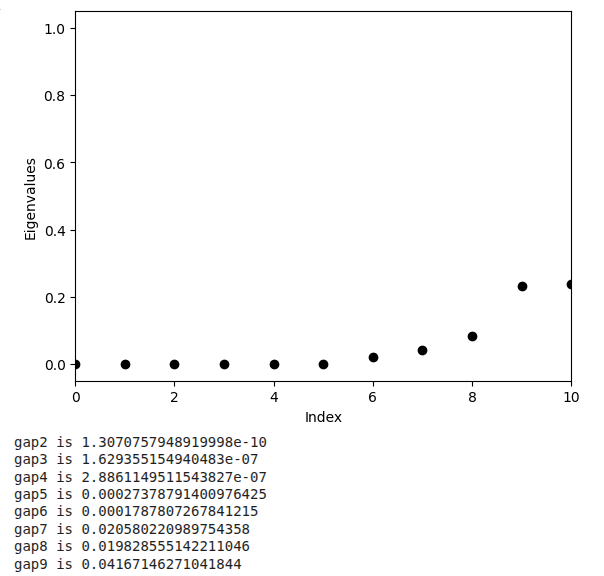 1.0
0.8
0.6
0.4
0.2
0.0
Eigenvalues
0 2 4 6 8 10
Index
gap2 is 1.3070757948919998e-10
gap3 is 1.629355154940483e-07
gap4 is 2.8861149511543827e-07
gap5 is 0.00027378791400976425
gap6 is 0.0001787807267841215
gap7 is 0.020580220989754358
gap8 is 0.019828555142211046
gap9 is 0.04167146271041844